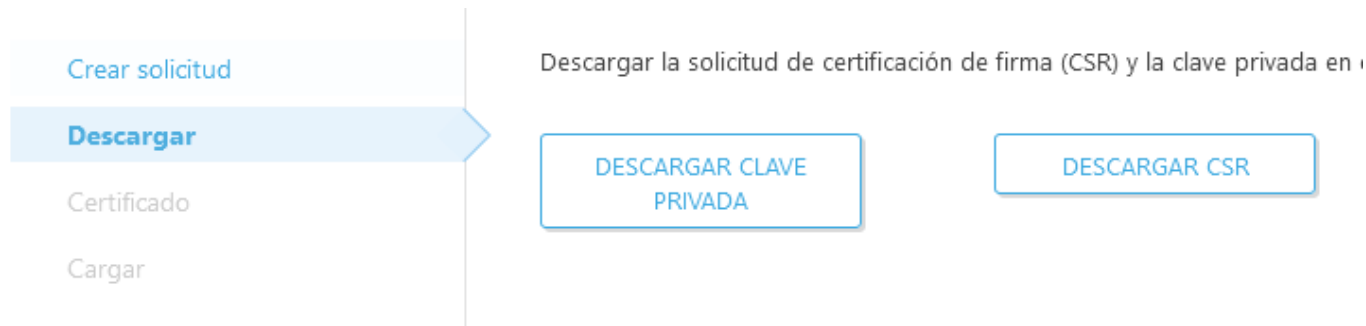 Crear solicitud
Descargar
Certificado
Cargar
Descargar la solicitud de certificación de firma (CSR) y la clave privada en
DESCARGAR CLAVE
PRIVADA
DESCARGAR CSR